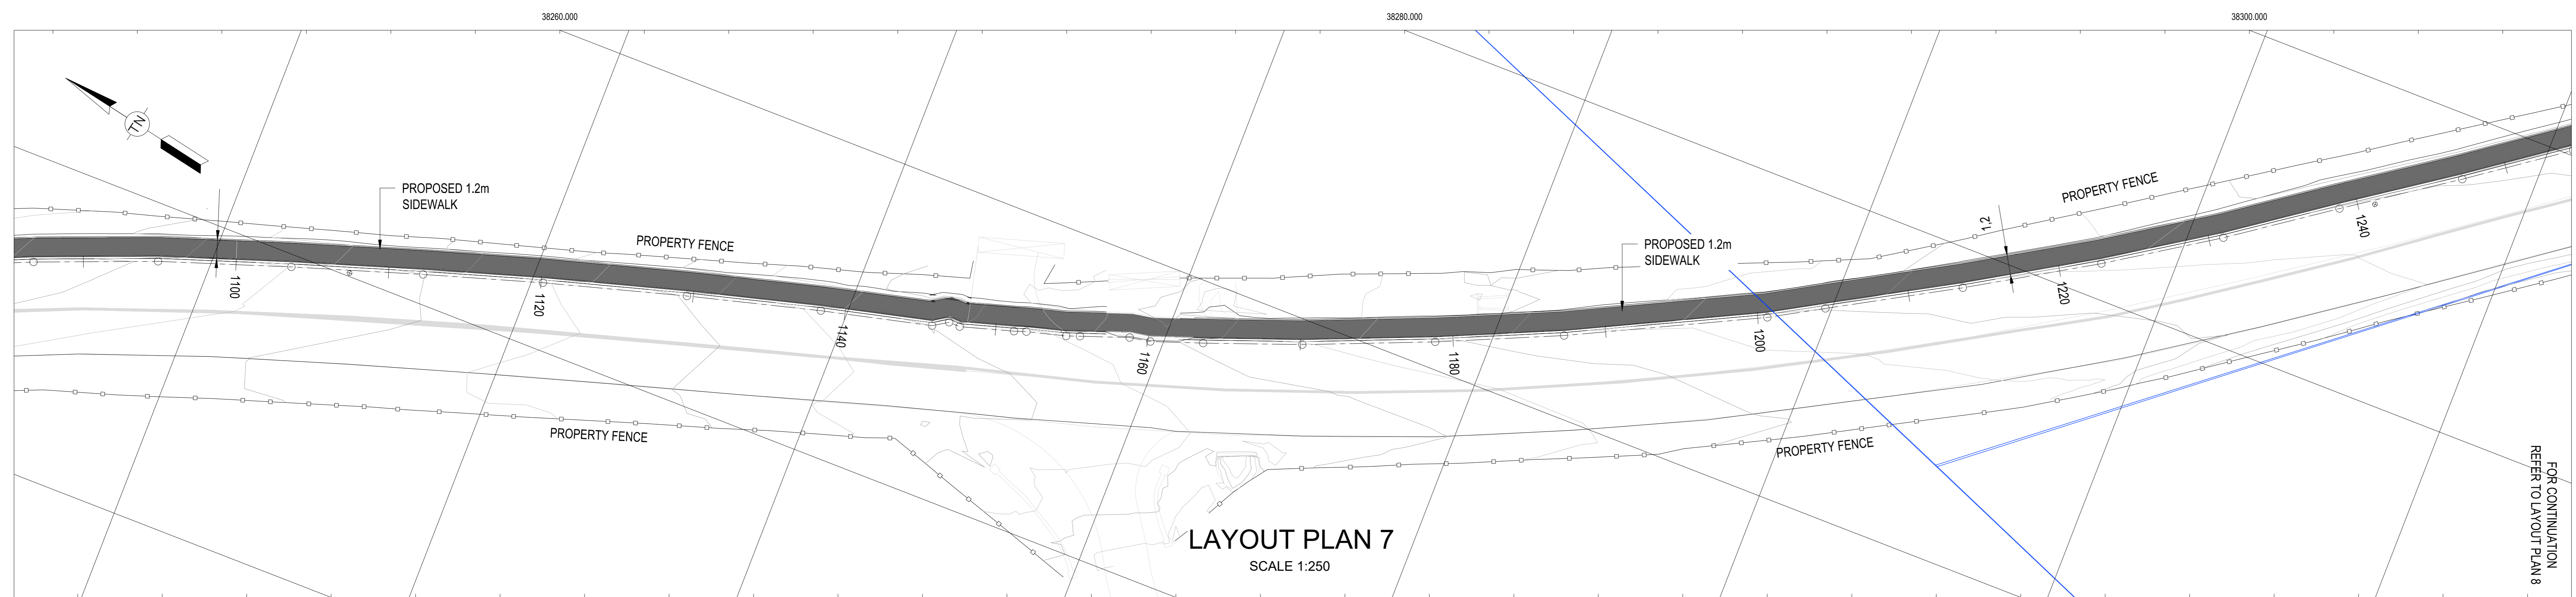 38260.000
38280.000
38300.000
TN
PROPOSED 1.2m
SIDEWALK
PROPERTY FENCE
PROPERTY FENCE
1.2
PROPOSED 1.2m
SIDEWALK
1100
1120
1140
1160
1180
1200
1220
1240
PROPERTY FENCE
PROPERTY FENCE
FOR CONTINUATION
REFER TO LAYOUT PLAN 8
LAYOUT PLAN 7
SCALE 1:250